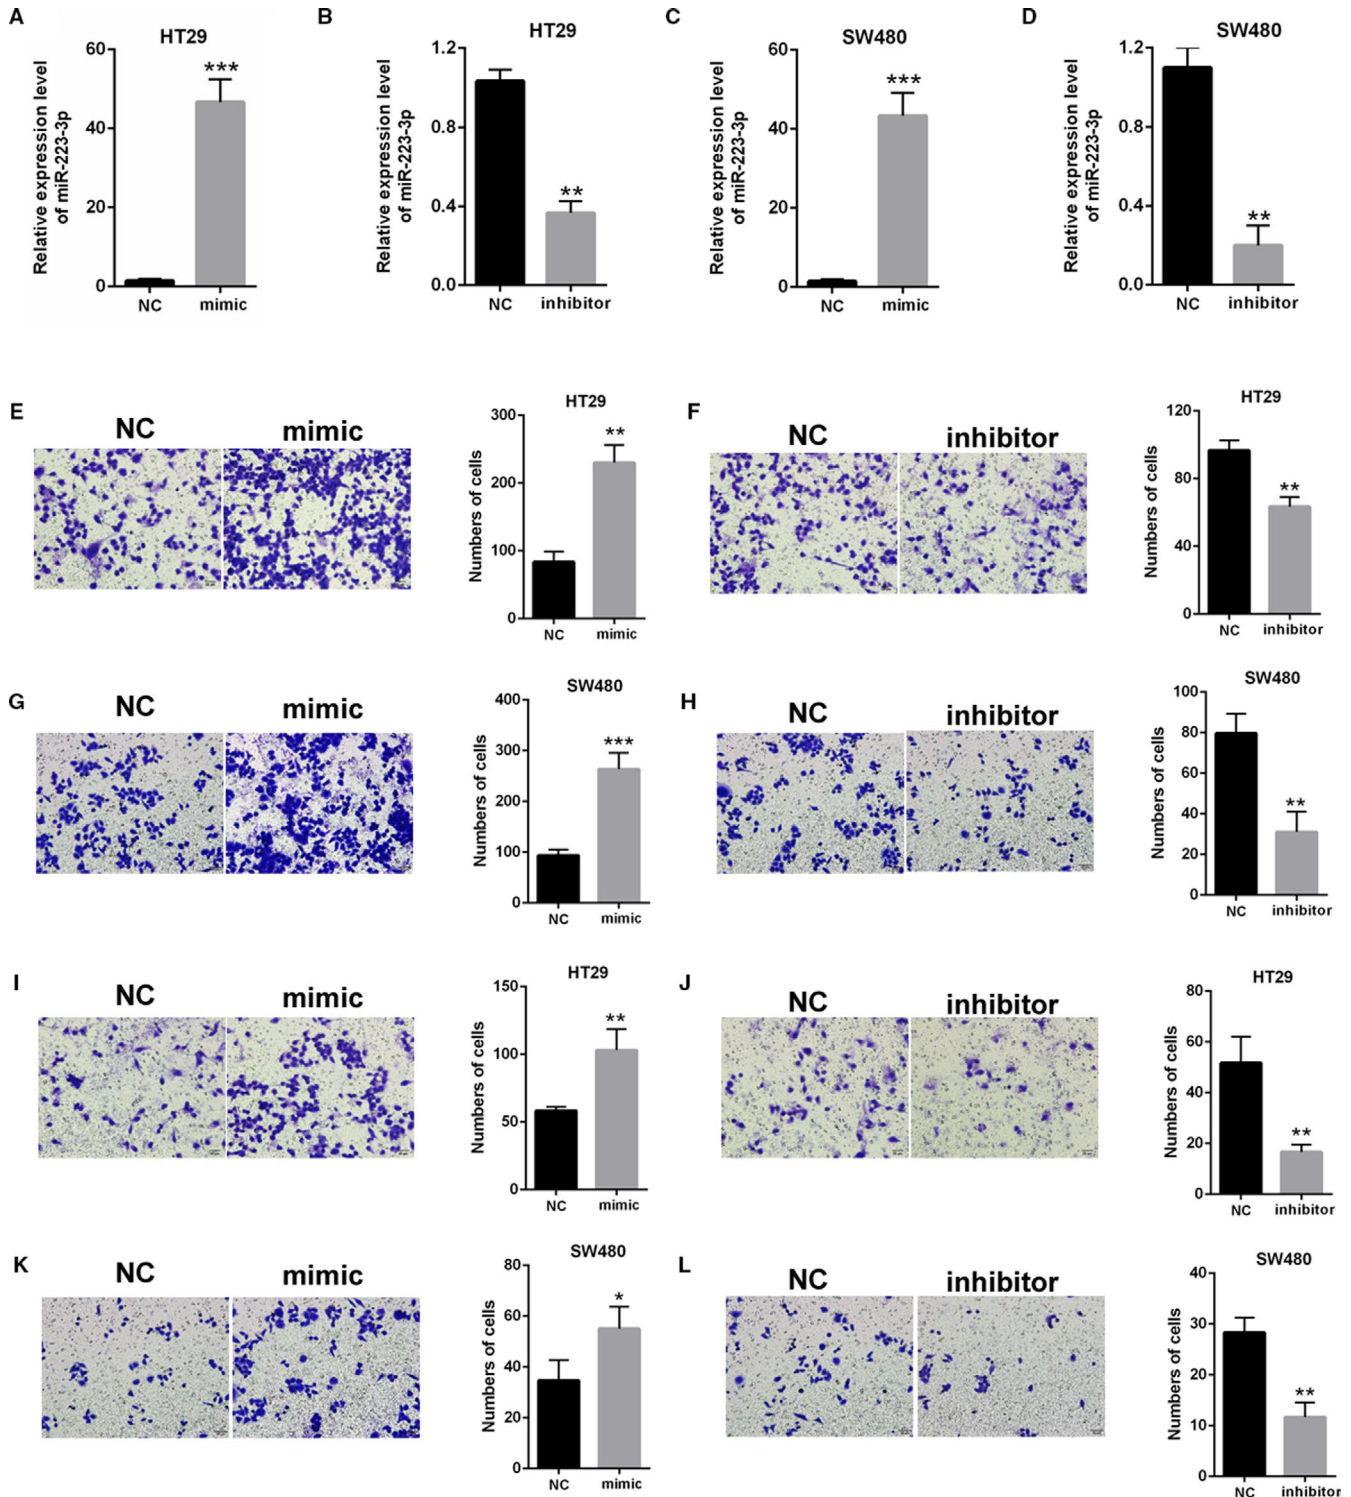 A
HT29
Relative expression level
of miR-223-3p
60
40
20
0
***
NC
mimic
B
HT29
Relative expression level
of miR-223-3p
1.2
0.8
0.4
0.0
**
NC
inhibitor
C
SW480
Relative expression level
of miR-223-3p
60
40
20
0
***
NC
mimic
D
SW480
Relative expression level
of miR-223-3p
1.2
0.8
0.4
0.0
**
NC
inhibitor
E
NC
mimic
HT29
Numbers of cells
300
200
100
0
**
NC
mimic
F
NC
inhibitor
HT29
Numbers of cells
120
80
40
0
**
NC
inhibitor
G
NC
mimic
SW480
Numbers of cells
400
300
200
100
0
***
NC
mimic
H
NC
inhibitor
SW480
Numbers of cells
100
80
60
40
20
0
**
NC
inhibitor
I
NC
mimic
HT29
Numbers of cells
150
100
50
0
**
NC
mimic
J
NC
inhibitor
HT29
Numbers of cells
80
60
40
20
0
**
NC
inhibitor
K
NC
mimic
SW480
Numbers of cells
80
60
40
20
0
*
NC
mimic
L
NC
inhibitor
SW480
Numbers of cells
40
30
20
10
0
**
NC
inhibitor